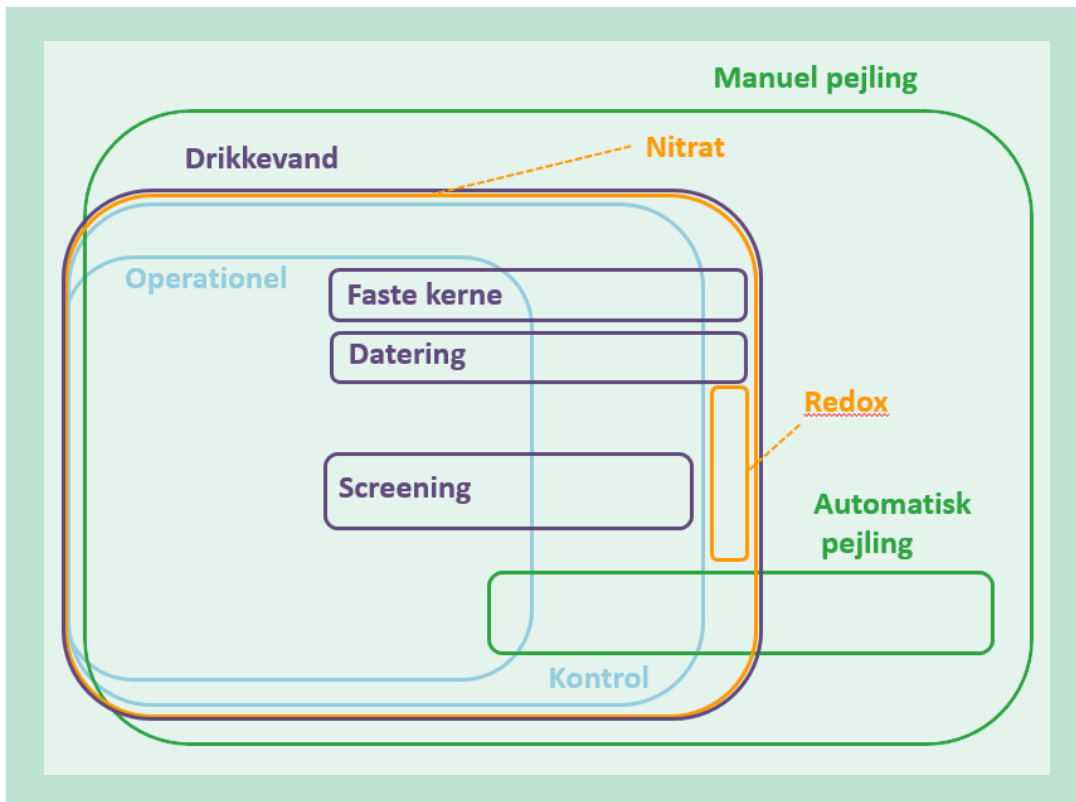 Manuel pejling
Nitrat
Drikkevand
Operationel
Faste kerne
Datering
Redox
Screening
Automatisk
pejling
Kontrol